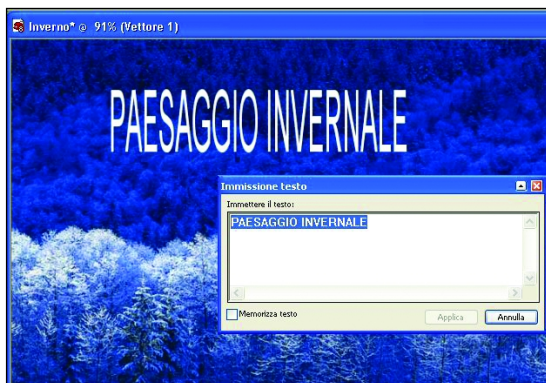 Inverno* @ 91% (Vettore 1)
PAESAGGIO INVERNALE
Immissione testo
Immettere il testo:
PAESAGGIO INVERNALE
Memorizza testo
Applica
Annulla